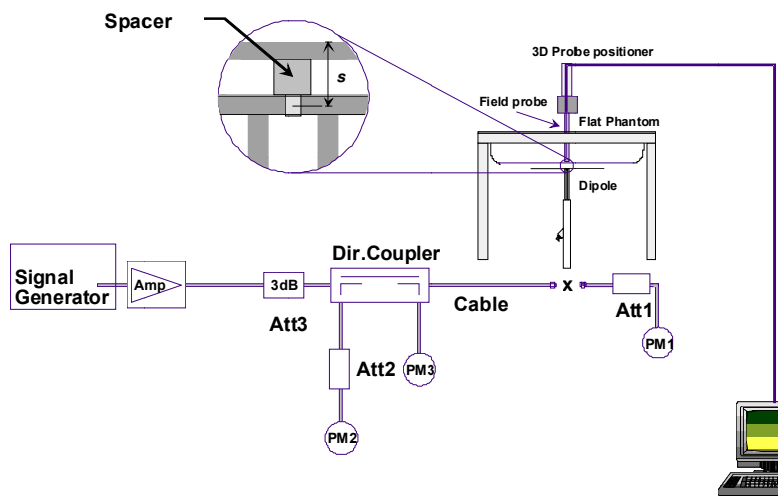 Spacer
s
3D Probe positioner
Field probe
Flat Phantom
Dipole
Signal
Generator
Amp
3dB
Att3
Dir.Coupler
Cable
x
Att1
PM1
Att2
PM3
PM2